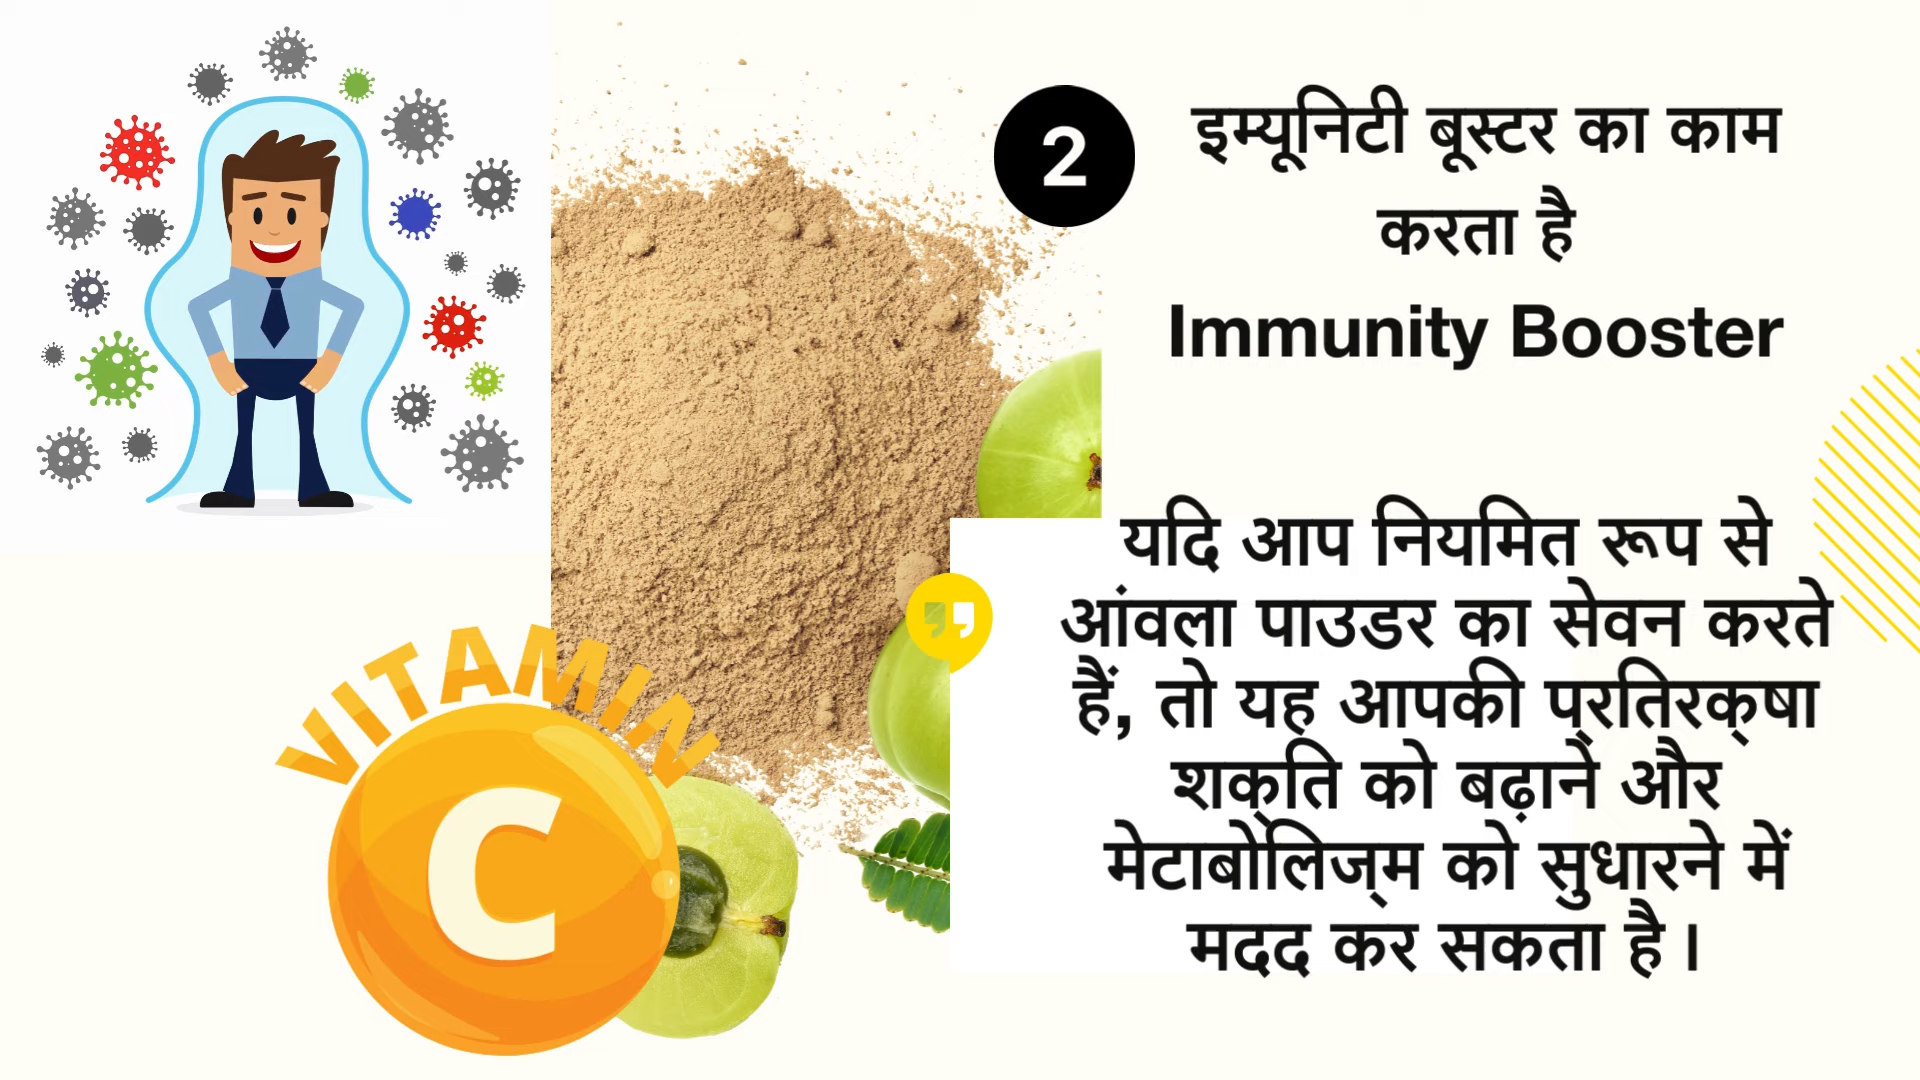 2
इम्यूनिटी बूस्टर का काम
करता है
Immunity Booster
यदि आप नियमित रूप से
आंवला पाउडर का सेवन करते
हैं, तो यह आपकी प्रतिरक्षा
शक्ति को बढ़ाने और
मेटाबोलिज्म को सुधारने में
मदद कर सकता है।
VITAMIN
C